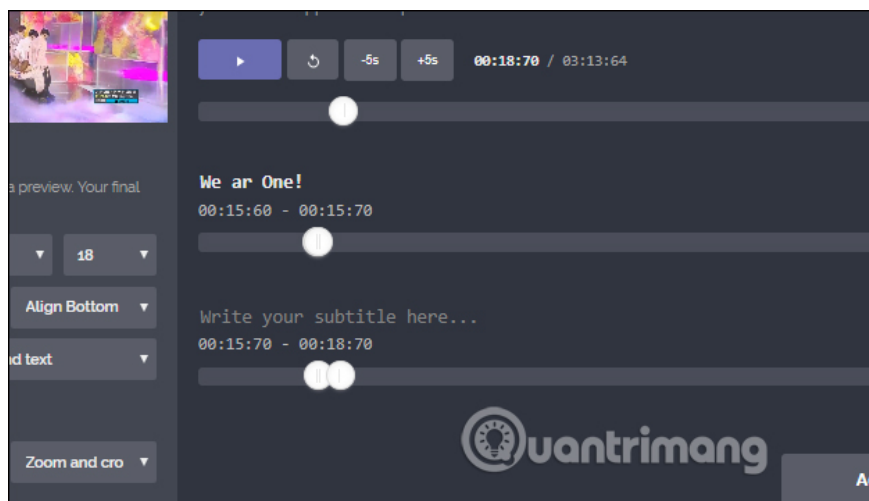 -5s +5s 00:18:70 / 03:13:64
We ar One!
a preview. Your final
00:15:60 - 00:15:70
18
Align Bottom
Write your subtitle here...
00:15:70 - 00:18:70
nd text
Quantrimang
Zoom and cro